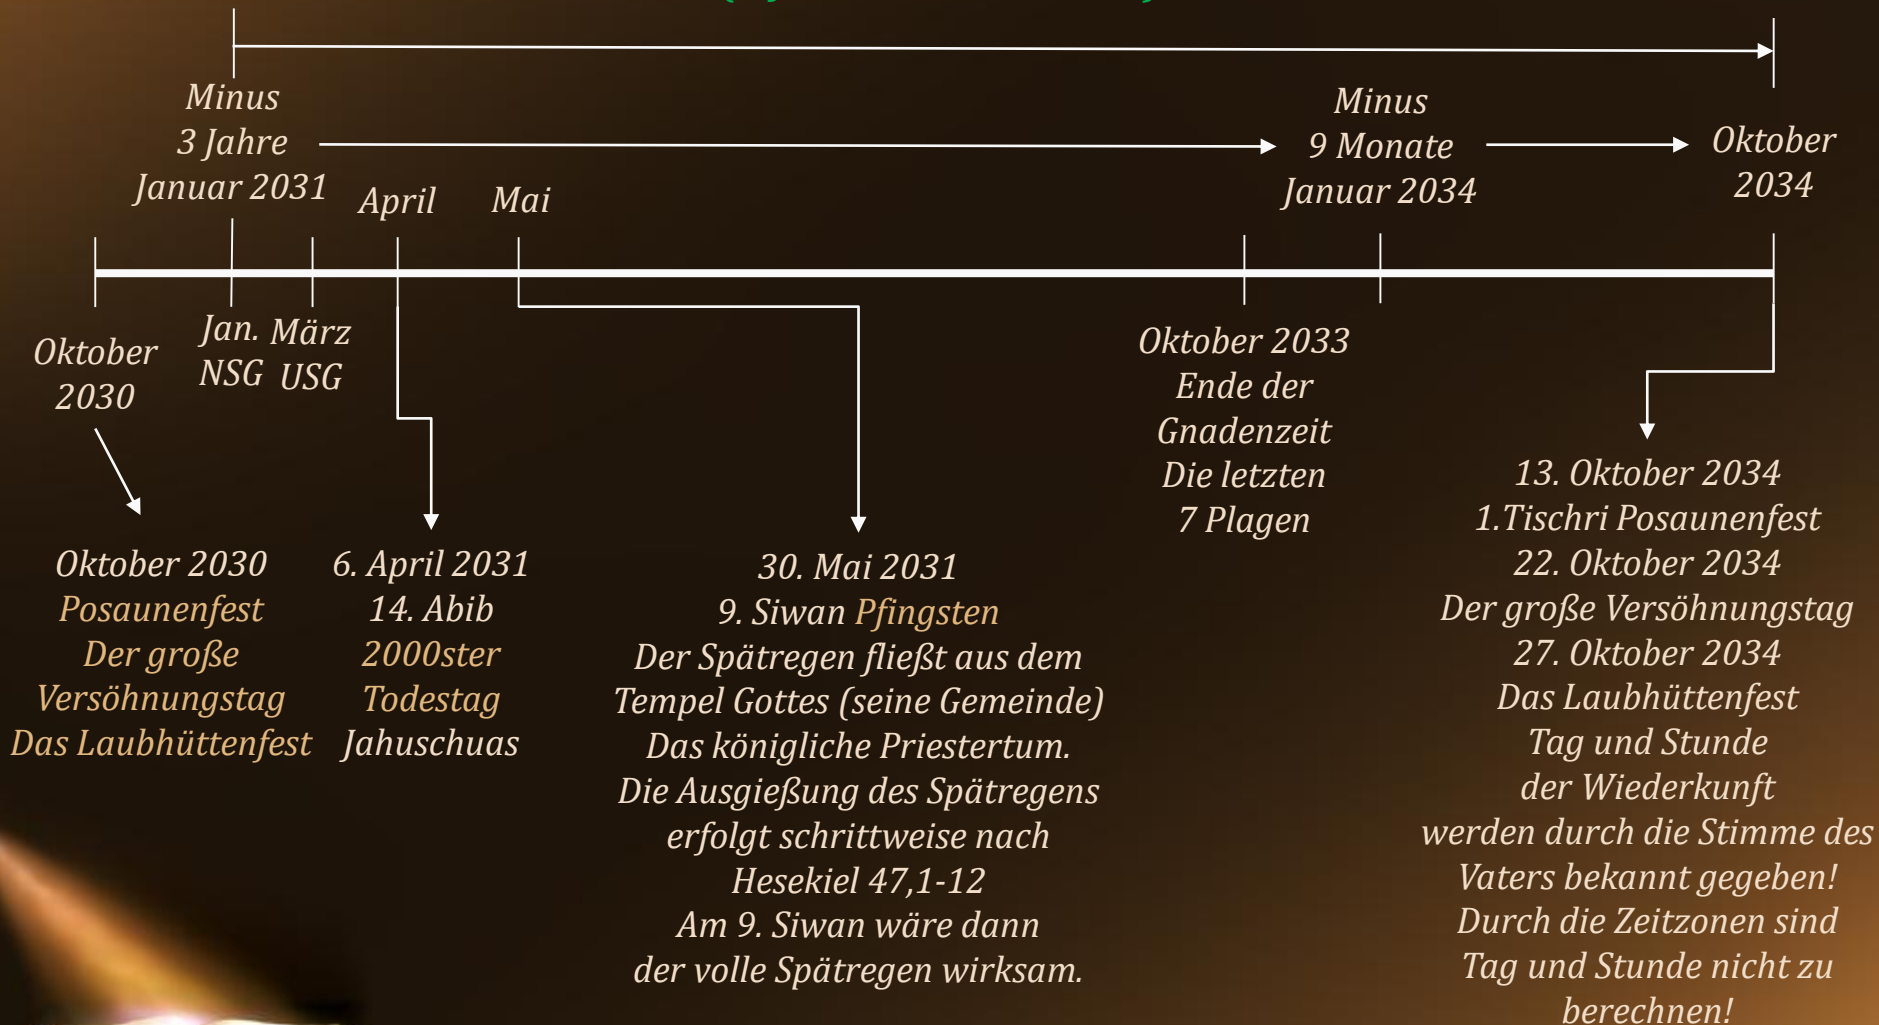 Minus
3 Jahre
Januar 2031
April
Mai
Minus
9 Monate
Januar 2034
Oktober
2034
Oktober
2030
Jan.
NSG
März
USG
Oktober 2033
Ende der
Gnadenzeit
Die letzten
7 Plagen
Oktober 2030
Posaunenfest
Der große
Versöhnungstag
Das Laubhüttenfest
6. April 2031
14. Abib
2000ster
Todestag
Jahuschuas
30. Mai 2031
9. Siwan Pfingsten
Der Spätregen fließt aus dem
Tempel Gottes (seine Gemeinde)
Das königliche Priestertum.
Die Ausgießung des Spätregens
erfolgt schrittweise nach
Hesekiel 47,1-12
Am 9. Siwan wäre dann
der volle Spätregen wirksam.
13. Oktober 2034
1.Tischri Posaunenfest
22. Oktober 2034
Der große Versöhnungstag
27. Oktober 2034
Das Laubhüttenfest
Tag und Stunde
der Wiederkunft
werden durch die Stimme des
Vaters bekannt gegeben!
Durch die Zeitzonen sind
Tag und Stunde nicht zu
berechnen!